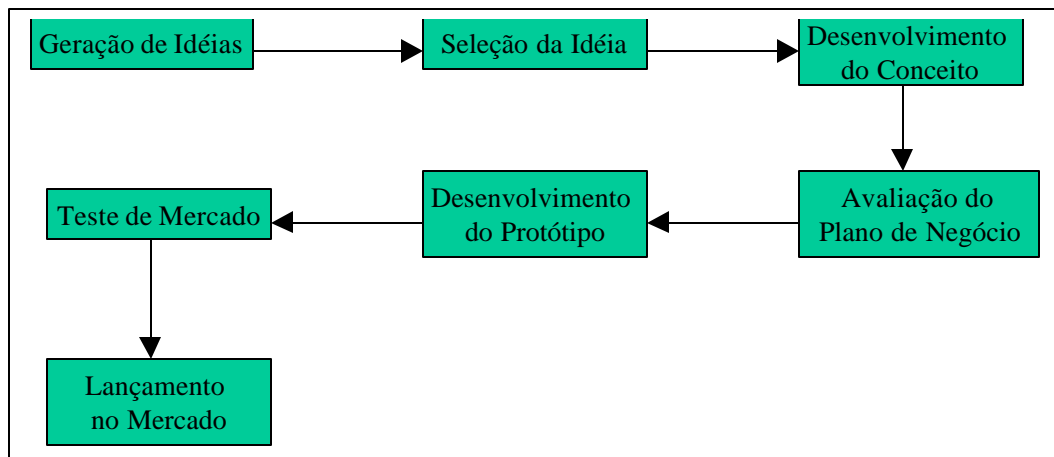 Geração de Idéias
Seleção da Idéia
Desenvolvimento
do Conceito
Avaliação do
Plano de Negócio
Desenvolvimento
do Protótipo
Teste de Mercado
Lançamento
no Mercado